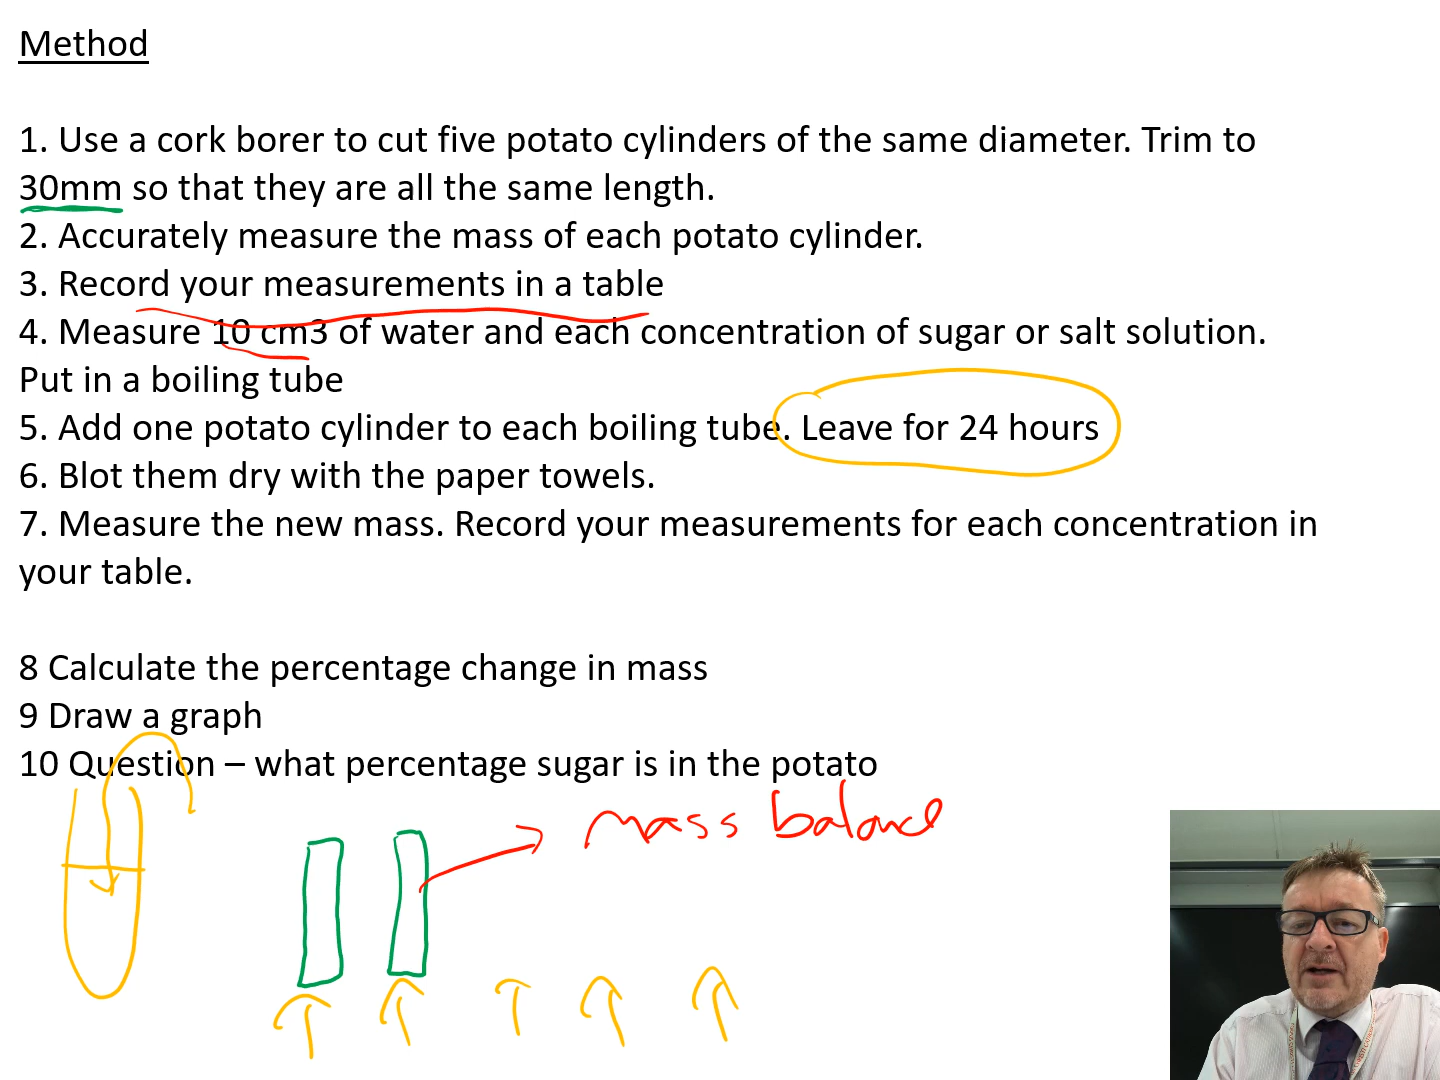 Method
1. Use a cork borer to cut five potato cylinders of the same diameter. Trim to
30mm so that they are all the same length.
2. Accurately measure the mass of each potato cylinder.
3. Record your measurements in a table
4. Measure 10 cm3 of water and each concentration of sugar or salt solution.
Put in a boiling tube
5. Add one potato cylinder to each boiling tube. Leave for 24 hours
6. Blot them dry with the paper towels.
7. Measure the new mass. Record your measurements for each concentration in
your table.
8 Calculate the percentage change in mass
9 Draw a graph
10 Question – what percentage sugar is in the potato
mass balance